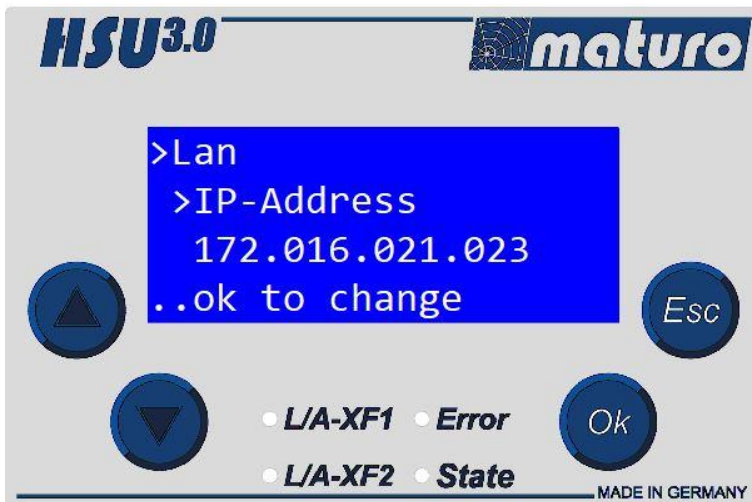 HSU3.0
maturo
>Lan
>IP-Address
172.016.021.023
..ok to change
Esc
L/A-XF1 Error
Ok
L/A-XF2 State
MADE IN GERMANY